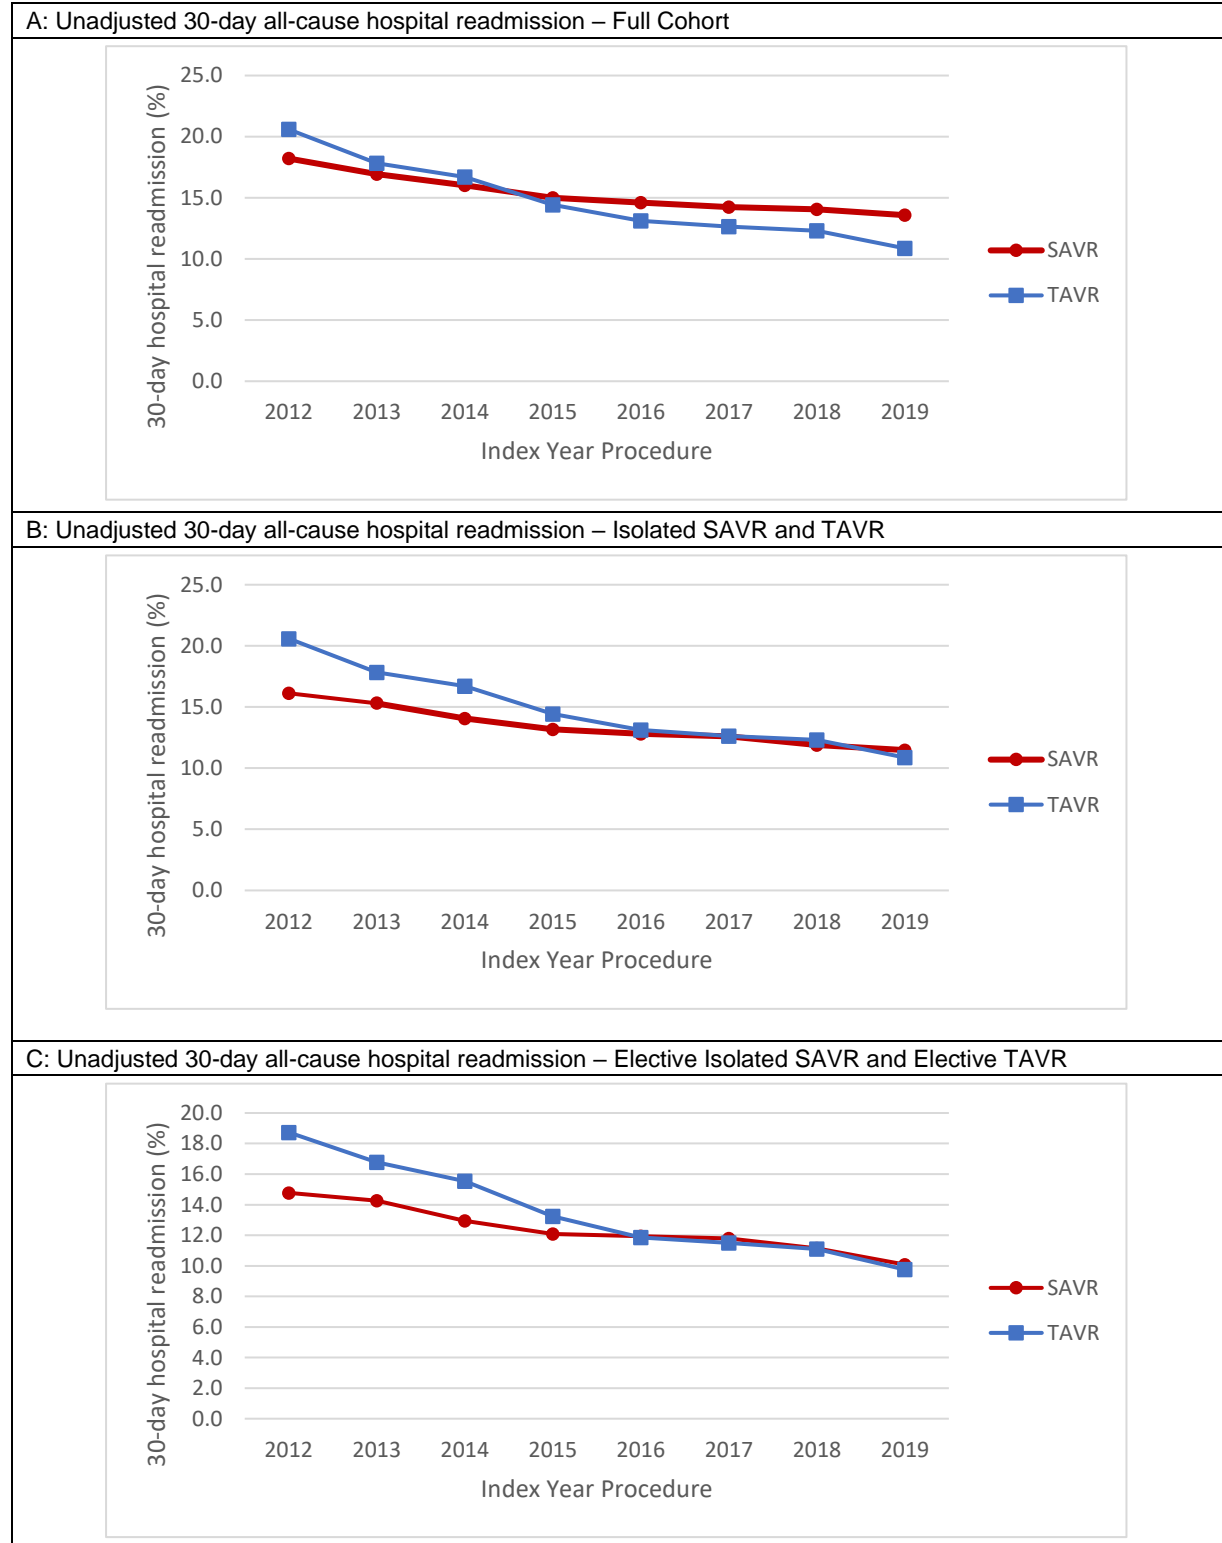 A: Unadjusted 30-day all-cause hospital readmission – Full Cohort
30-day hospital readmission (%)
25.0
20.0
15.0
10.0
5.0
0.0
2012 2013 2014 2015 2016 2017 2018 2019
Index Year Procedure
SAVR
TAVR
B: Unadjusted 30-day all-cause hospital readmission – Isolated SAVR and TAVR
30-day hospital readmission (%)
25.0
20.0
15.0
10.0
5.0
0.0
2012 2013 2014 2015 2016 2017 2018 2019
Index Year Procedure
SAVR
TAVR
C: Unadjusted 30-day all-cause hospital readmission – Elective Isolated SAVR and Elective TAVR
30-day hospital readmission (%)
20.0
18.0
16.0
14.0
12.0
10.0
8.0
6.0
4.0
2.0
0.0
2012 2013 2014 2015 2016 2017 2018 2019
Index Year Procedure
SAVR
TAVR